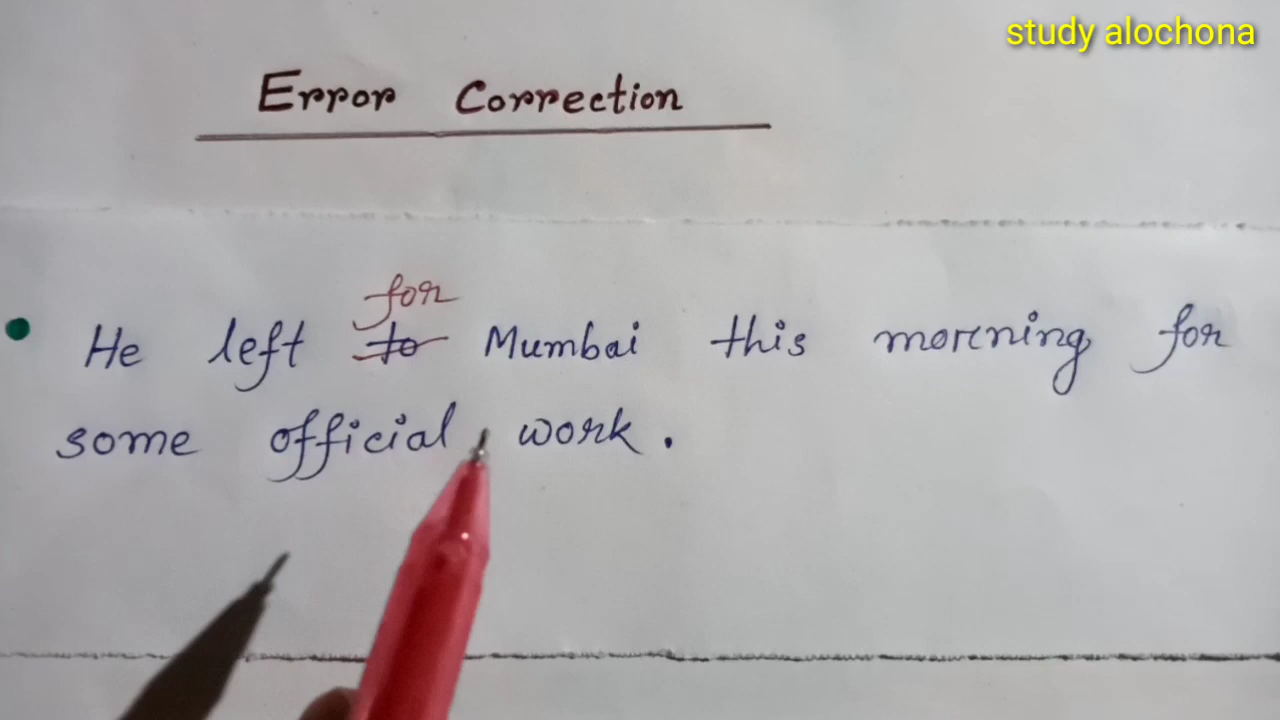 study alochona
Error Correction
for
He left to Mumbai this morning for
some official work.